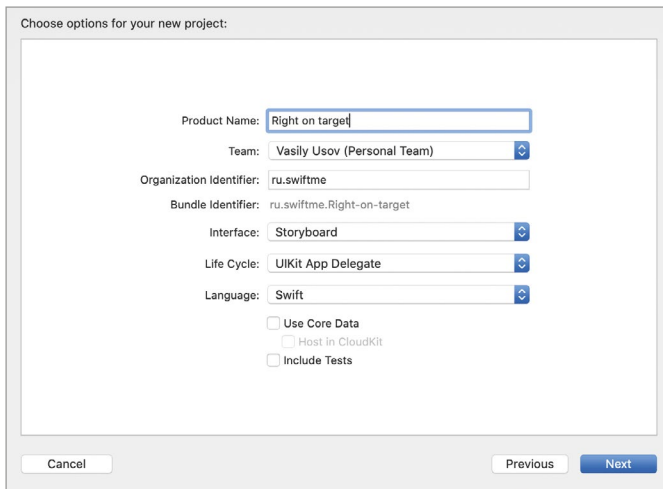 Choose options for your new project:
Product Name: Right on target
Team: Vasily Usov (Personal Team)
Organization Identifier: ru.swiftme
Bundle Identifier: ru.swiftme.Right-on-target
Interface: Storyboard
Life Cycle: UIKit App Delegate
Language: Swift
Use Core Data
Host in CloudKit
Include Tests
Cancel Previous Next